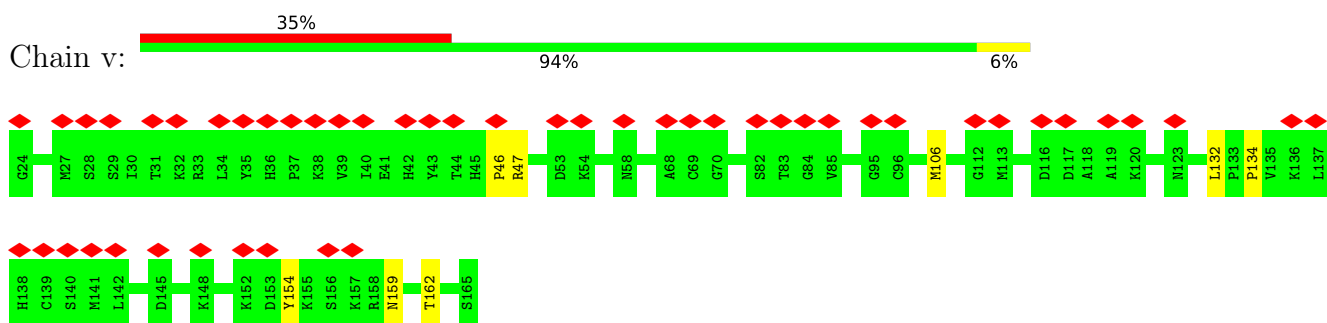 35%
Chain v:
94%
6%
G24 M27 S28 S29 I30 T31 K32 R33 L34 Y35 H36 P37 K38 V39 I40 E41 H42 Y43 T44 H45 P46 R47 D53 K54 N58 A68 C69 G70 S82 T83 G84 V85 G95 C96 M106 G112 M113 D116 D117 A118 A119 K120 N123 L132 P133 P134 V135 K136 L137
H138 C139 S140 M141 L142 D145 K148 K152 D153 Y154 K155 S156 K157 R158 N159 T162 S165